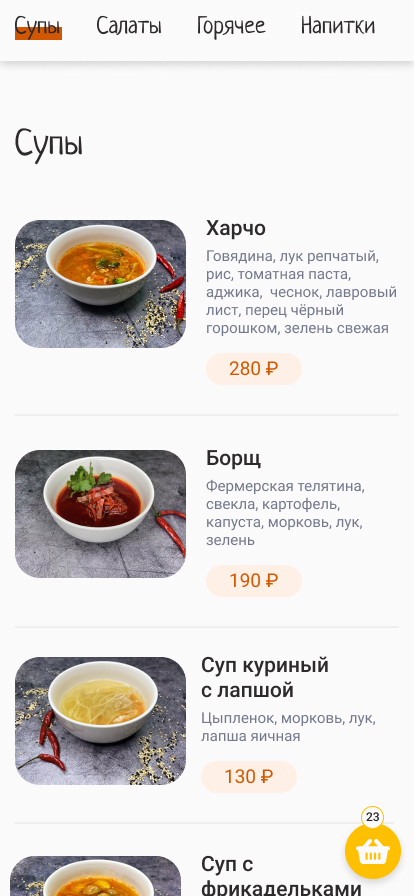 Супы Салаты Горячее Напитки
Супы
Харчо
Говядина, лук репчатый,
рис, томатная паста,
аджика, чеснок, лавровый
лист, перец чёрный
горошком, зелень свежая
280 ₽
Борщ
Фермерская телятина,
свекла, картофель,
капуста, морковь, лук,
зелень
190 ₽
Суп куриный
с лапшой
Цыпленок, морковь, лук,
лапша яичная
130 ₽
23
Суп с
фрикадельками